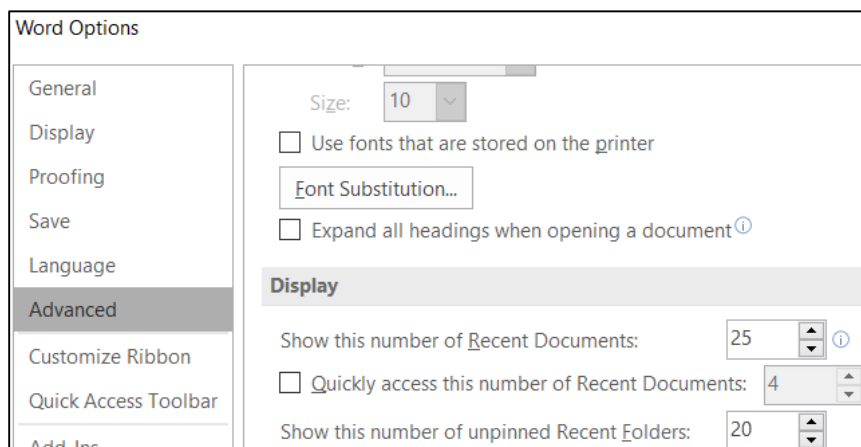 Word Options
General
Display
Proofing
Save
Language
Advanced
Customize Ribbon
Quick Access Toolbar
Add-Ins
Size: 10
Use fonts that are stored on the printer
Font Substitution...
Expand all headings when opening a document
Display
Show this number of Recent Documents: 25
Quickly access this number of Recent Documents: 4
Show this number of unpinned Recent Folders: 20